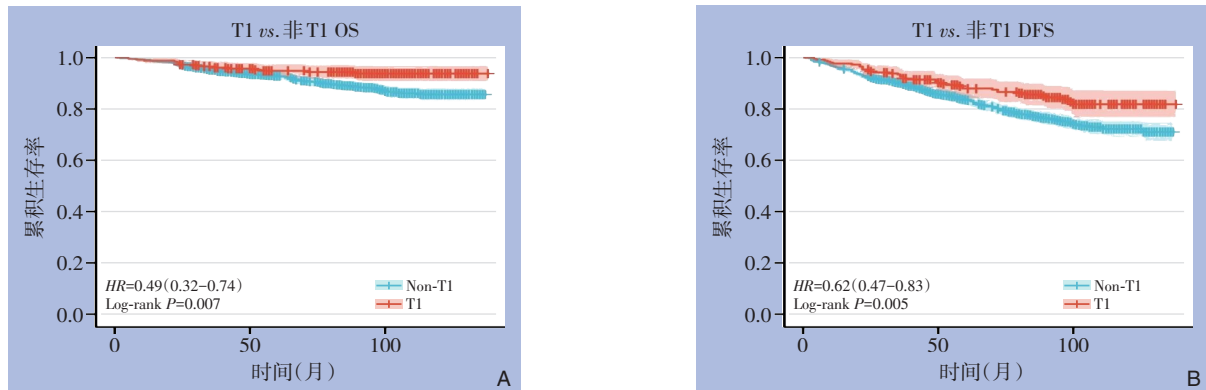 T1 vs. 非T1 OS
1.0
0.8
0.6
0.4
0.2
0.0
累积生存率
HR=0.49(0.32-0.74)
Log-rank P=0.007
Non-T1
T1
0
50
100
时间(月)
A
T1 vs. 非T1 DFS
1.0
0.8
0.6
0.4
0.2
0.0
累积生存率
HR=0.62(0.47-0.83)
Log-rank P=0.005
Non-T1
T1
0
50
100
时间(月)
B